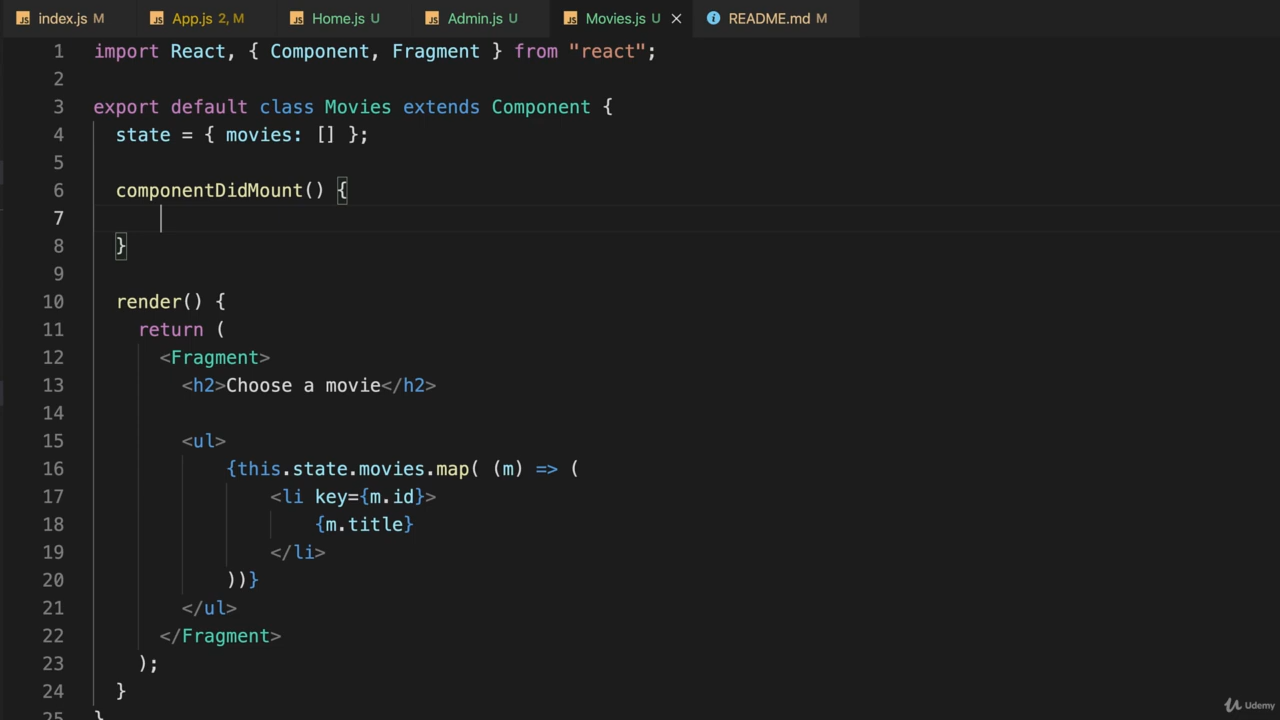 index.js M App.js 2, M Home.js U Admin.js U Movies.js U README.md M
1 import React, { Component, Fragment } from "react";
2
3 export default class Movies extends Component {
4 state = { movies: [] };
5
6 componentDidMount() {
7
8 }
9
10 render() {
11 return (
12 <Fragment>
13 <h2>Choose a movie</h2>
14
15 <ul>
16 {this.state.movies.map( (m) => (
17 <li key={m.id}>
18 {m.title}
19 </li>
20 ))}
21 </ul>
22 </Fragment>
23 );
24 }
25 }
Udemy